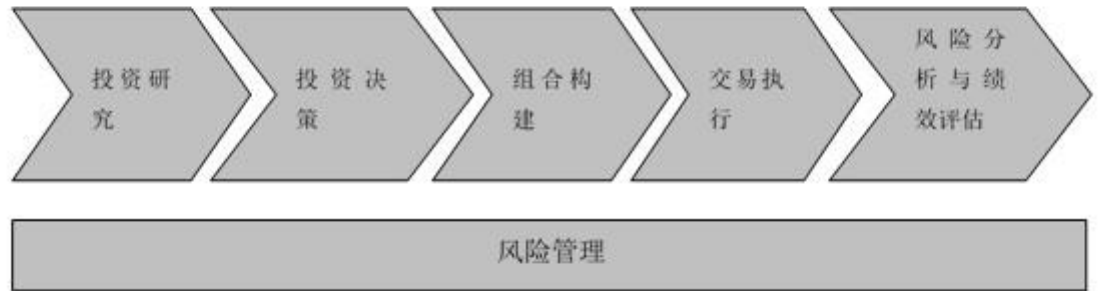 投资研
究
投资决
策
组合构
建
交易执
行
风险分
析与绩
效评估
风险管理